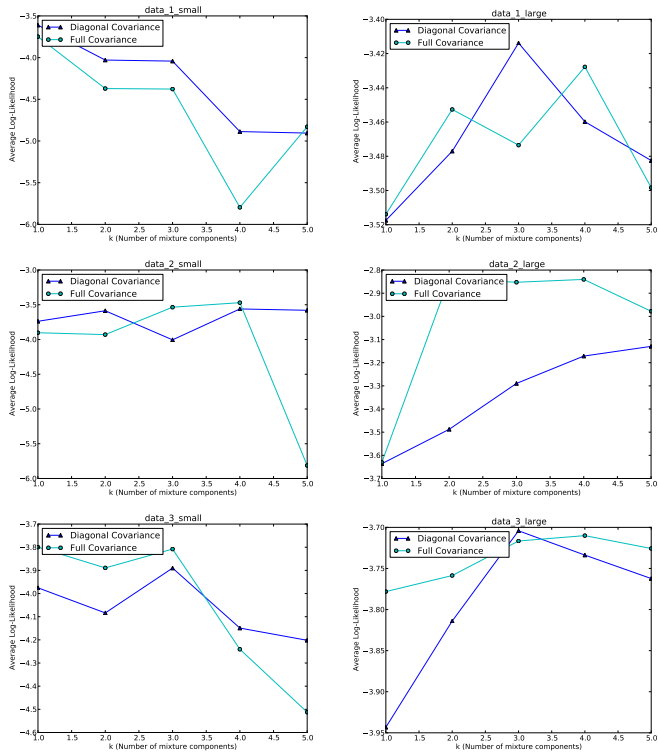 data_1_small
Diagonal Covariance
Full Covariance
Average Log-Likelihood
−3.5
−4.0
−4.5
−5.0
−5.5
−6.0
1.0 1.5 2.0 2.5 3.0 3.5 4.0 4.5 5.0
k (Number of mixture components)
data_1_large
Diagonal Covariance
Full Covariance
Average Log-Likelihood
−3.40
−3.42
−3.44
−3.46
−3.48
−3.50
−3.52
1.0 1.5 2.0 2.5 3.0 3.5 4.0 4.5 5.0
k (Number of mixture components)
data_2_small
Diagonal Covariance
Full Covariance
Average Log-Likelihood
−3.0
−3.5
−4.0
−4.5
−5.0
−5.5
−6.0
1.0 1.5 2.0 2.5 3.0 3.5 4.0 4.5 5.0
k (Number of mixture components)
data_2_large
Diagonal Covariance
Full Covariance
Average Log-Likelihood
−2.8
−2.9
−3.0
−3.1
−3.2
−3.3
−3.4
−3.5
−3.6
−3.7
1.0 1.5 2.0 2.5 3.0 3.5 4.0 4.5 5.0
k (Number of mixture components)
data_3_small
Diagonal Covariance
Full Covariance
Average Log-Likelihood
−3.7
−3.8
−3.9
−4.0
−4.1
−4.2
−4.3
−4.4
−4.5
−4.6
1.0 1.5 2.0 2.5 3.0 3.5 4.0 4.5 5.0
k (Number of mixture components)
data_3_large
Diagonal Covariance
Full Covariance
Average Log-Likelihood
−3.70
−3.75
−3.80
−3.85
−3.90
−3.95
1.0 1.5 2.0 2.5 3.0 3.5 4.0 4.5 5.0
k (Number of mixture components)